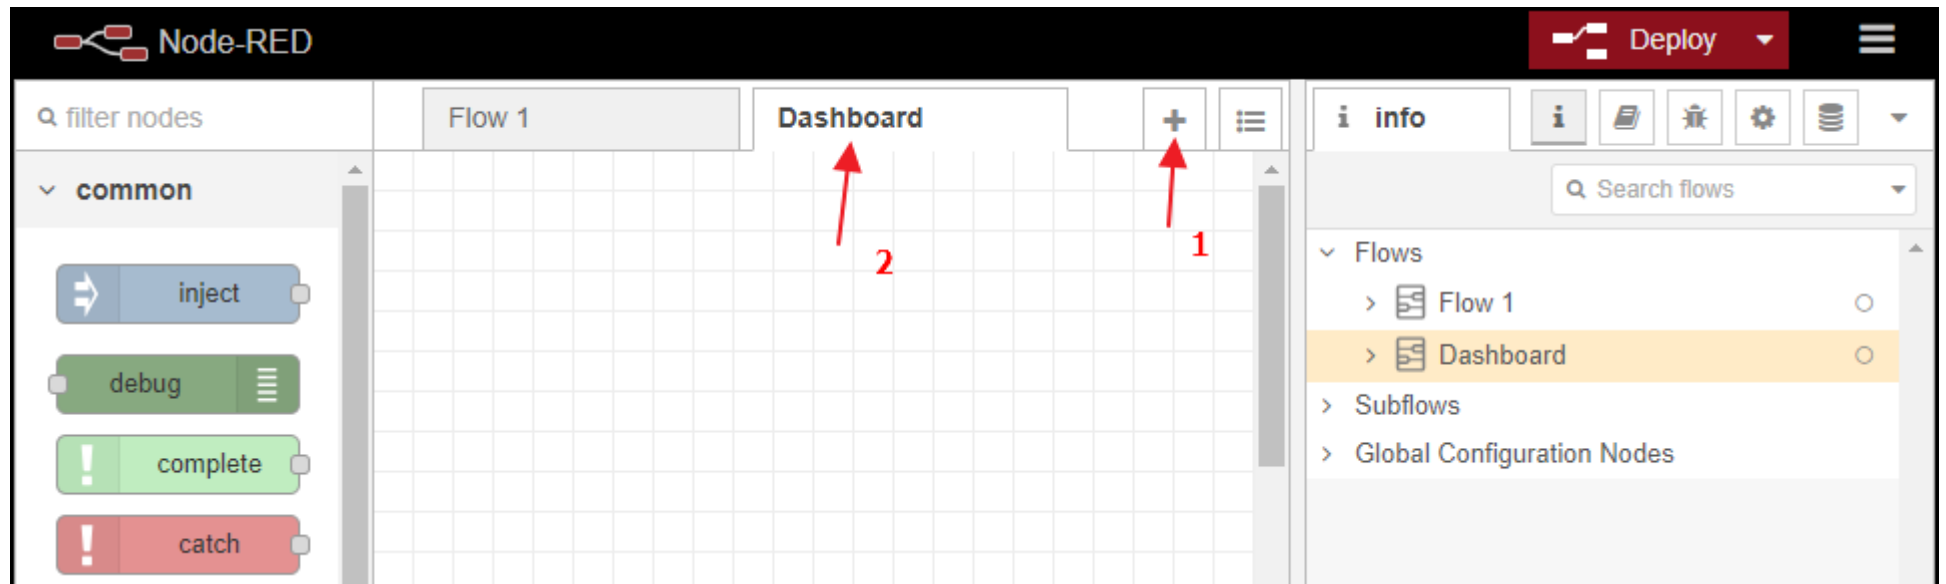 Node-RED
Deploy
filter nodes
Flow 1
Dashboard
info
common
Search flows
2
1
Flows
inject
Flow 1
Dashboard
debug
Subflows
complete
Global Configuration Nodes
catch